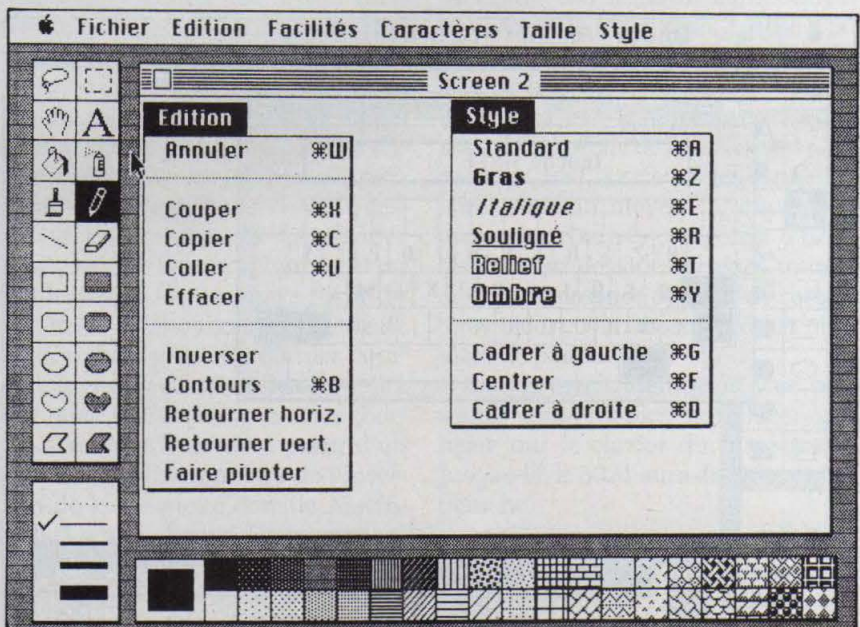 Fichier Edition Facilités Caractères Taille Style
Screen 2
A
Edition
Annuler ⌘W
Couper ⌘X
Copier ⌘C
Coller ⌘V
Effacer
Inverser
Contours ⌘B
Retourner horiz.
Retourner vert.
Faire pivoter
Style
Standard ⌘A
Gras ⌘Z
Italique ⌘E
Souligné ⌘R
Relief ⌘T
Ombre ⌘Y
Cadrer à gauche ⌘G
Centrer ⌘F
Cadrer à droite ⌘D